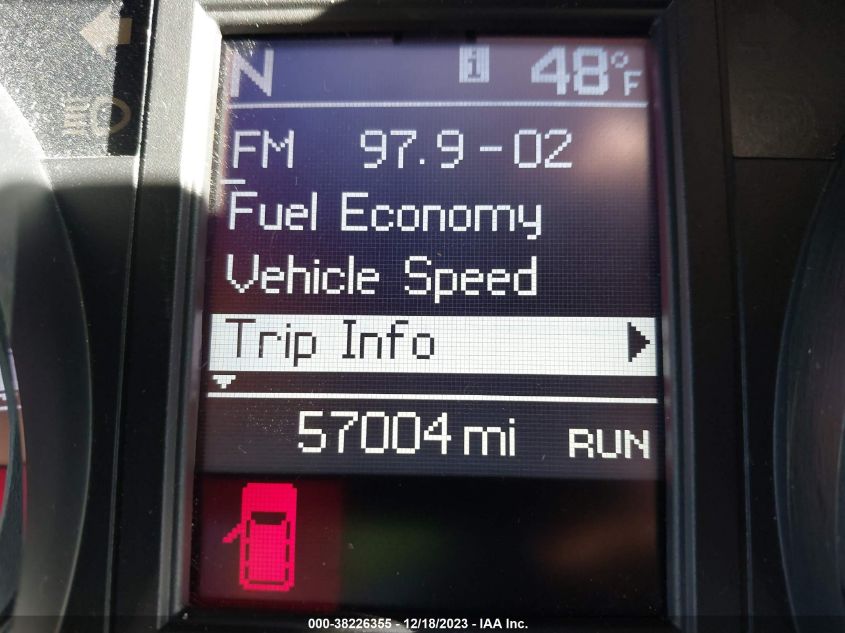 N i 48°F
FM 97.9-02
Fuel Economy
Vehicle Speed
Trip Info
57004 mi RUN
000-38226355 - 12/18/2023 - IAA Inc.